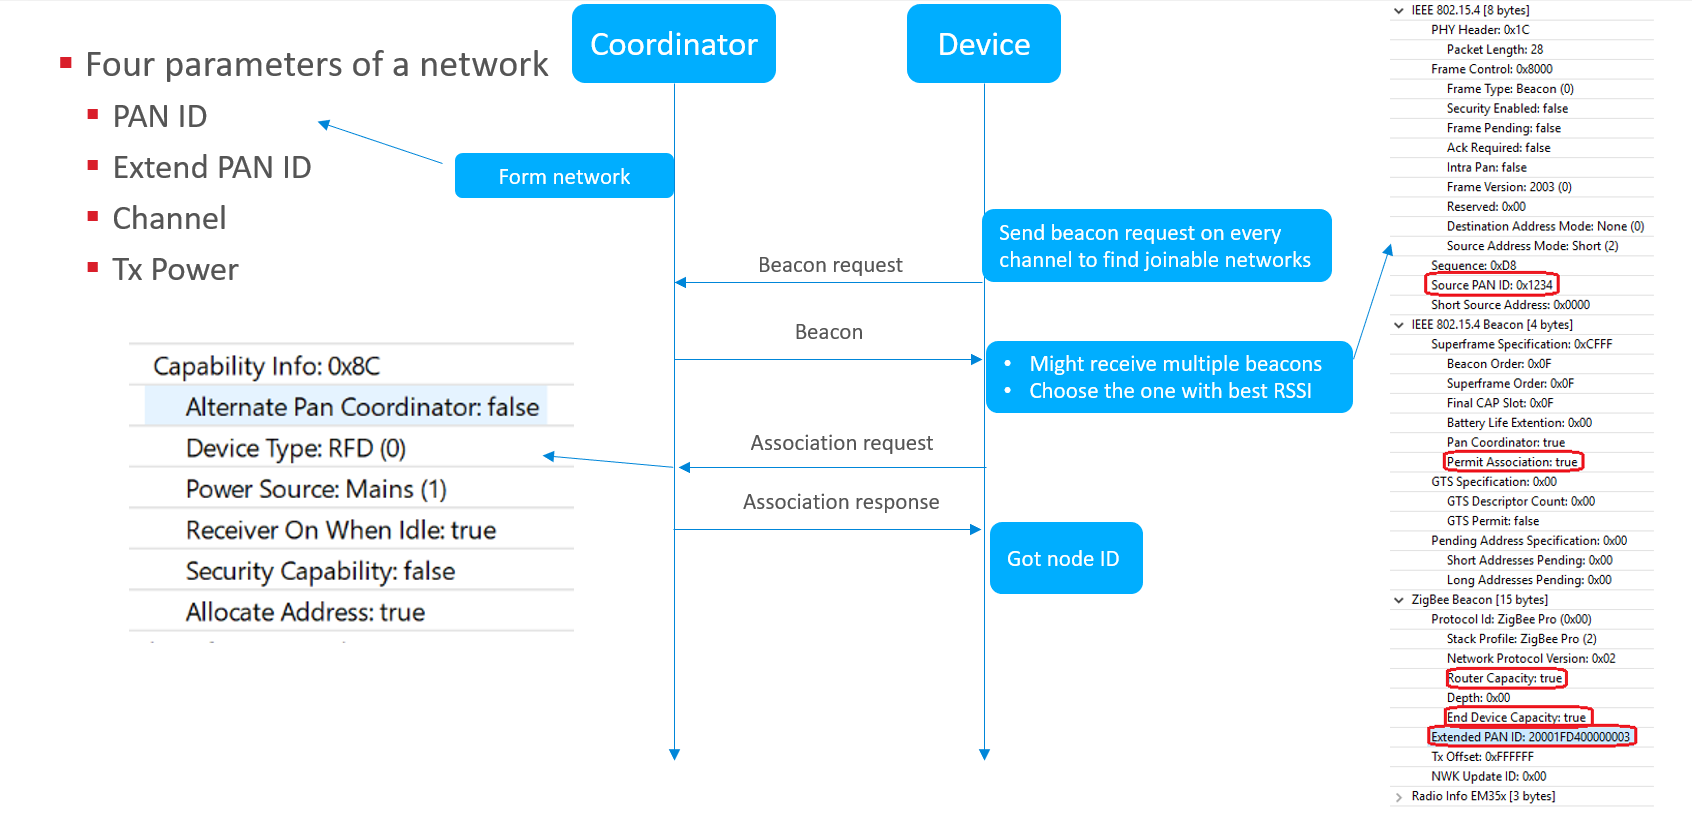 Four parameters of a network
PAN ID
Extend PAN ID
Channel
Tx Power
Coordinator
Device
Form network
Send beacon request on every
channel to find joinable networks
Beacon request
Beacon
• Might receive multiple beacons
• Choose the one with best RSSI
Association request
Association response
Got node ID
Capability Info: 0x8C
Alternate Pan Coordinator: false
Device Type: RFD (0)
Power Source: Mains (1)
Receiver On When Idle: true
Security Capability: false
Allocate Address: true
IEEE 802.15.4 [8 bytes]
PHY Header: 0x1C
Packet Length: 28
Frame Control: 0x8000
Frame Type: Beacon (0)
Security Enabled: false
Frame Pending: false
Ack Required: false
Intra Pan: false
Frame Version: 2003 (0)
Reserved: 0x00
Destination Address Mode: None (0)
Source Address Mode: Short (2)
Sequence: 0xD8
Source PAN ID: 0x1234
Short Source Address: 0x0000
IEEE 802.15.4 Beacon [4 bytes]
Superframe Specification: 0xCFFF
Beacon Order: 0x0F
Superframe Order: 0x0F
Final CAP Slot: 0x0F
Battery Life Extention: 0x00
Pan Coordinator: true
Permit Association: true
GTS Specification: 0x00
GTS Descriptor Count: 0x00
GTS Permit: false
Pending Address Specification: 0x00
Short Addresses Pending: 0x00
Long Addresses Pending: 0x00
ZigBee Beacon [15 bytes]
Protocol Id: ZigBee Pro (0x00)
Stack Profile: ZigBee Pro (2)
Network Protocol Version: 0x02
Router Capacity: true
Depth: 0x00
End Device Capacity: true
Extended PAN ID: 20001FD400000003
Tx Offset: 0xFFFFFF
NWK Update ID: 0x00
Radio Info EM35x [3 bytes]